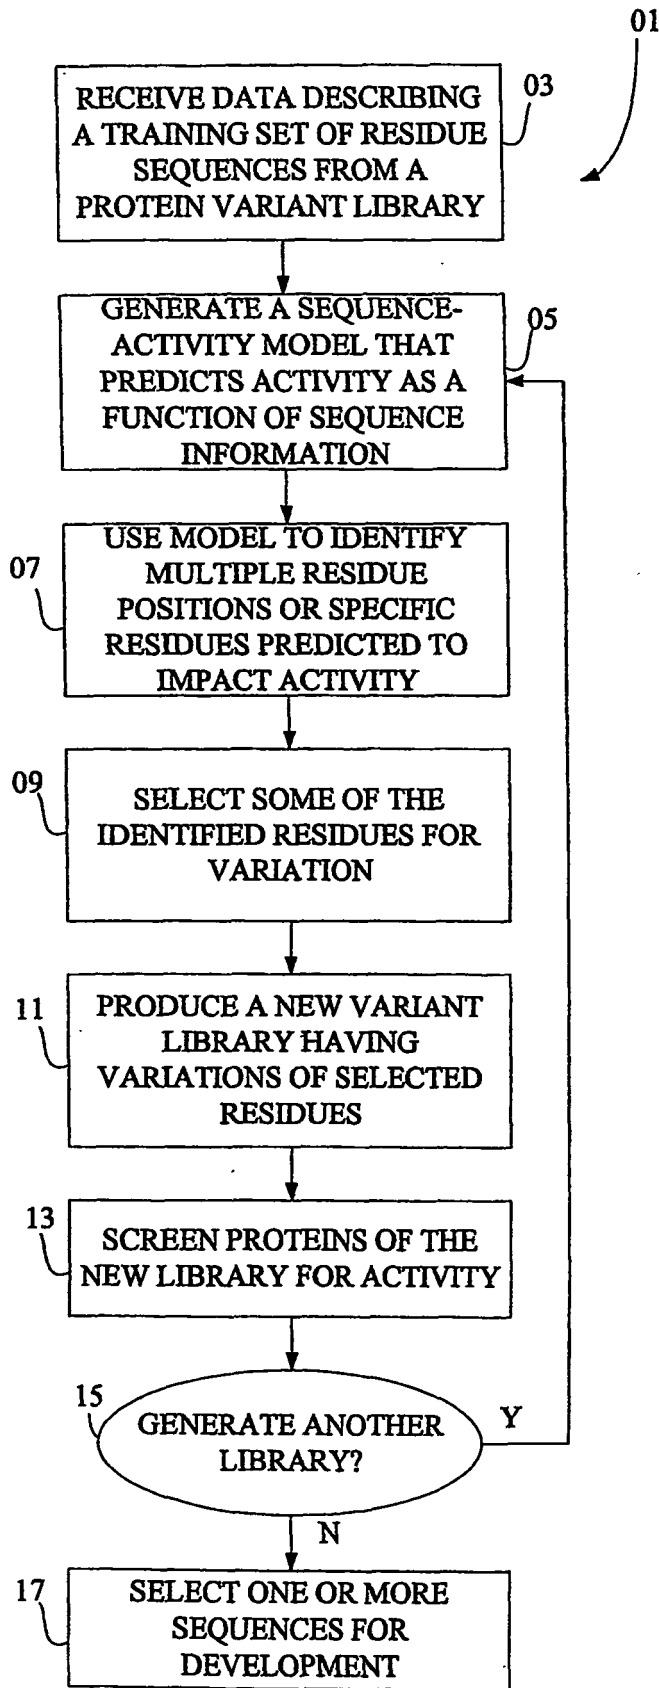 01
RECEIVE DATA DESCRIBING
A TRAINING SET OF RESIDUE
SEQUENCES FROM A
PROTEIN VARIANT LIBRARY
03
GENERATE A SEQUENCE-
ACTIVITY MODEL THAT
PREDICTS ACTIVITY AS A
FUNCTION OF SEQUENCE
INFORMATION
05
USE MODEL TO IDENTIFY
MULTIPLE RESIDUE
POSITIONS OR SPECIFIC
RESIDUES PREDICTED TO
IMPACT ACTIVITY
07
SELECT SOME OF THE
IDENTIFIED RESIDUES FOR
VARIATION
09
PRODUCE A NEW VARIANT
LIBRARY HAVING
VARIATIONS OF SELECTED
RESIDUES
11
SCREEN PROTEINS OF THE
NEW LIBRARY FOR ACTIVITY
13
GENERATE ANOTHER
LIBRARY?
15
Y
N
SELECT ONE OR MORE
SEQUENCES FOR
DEVELOPMENT
17